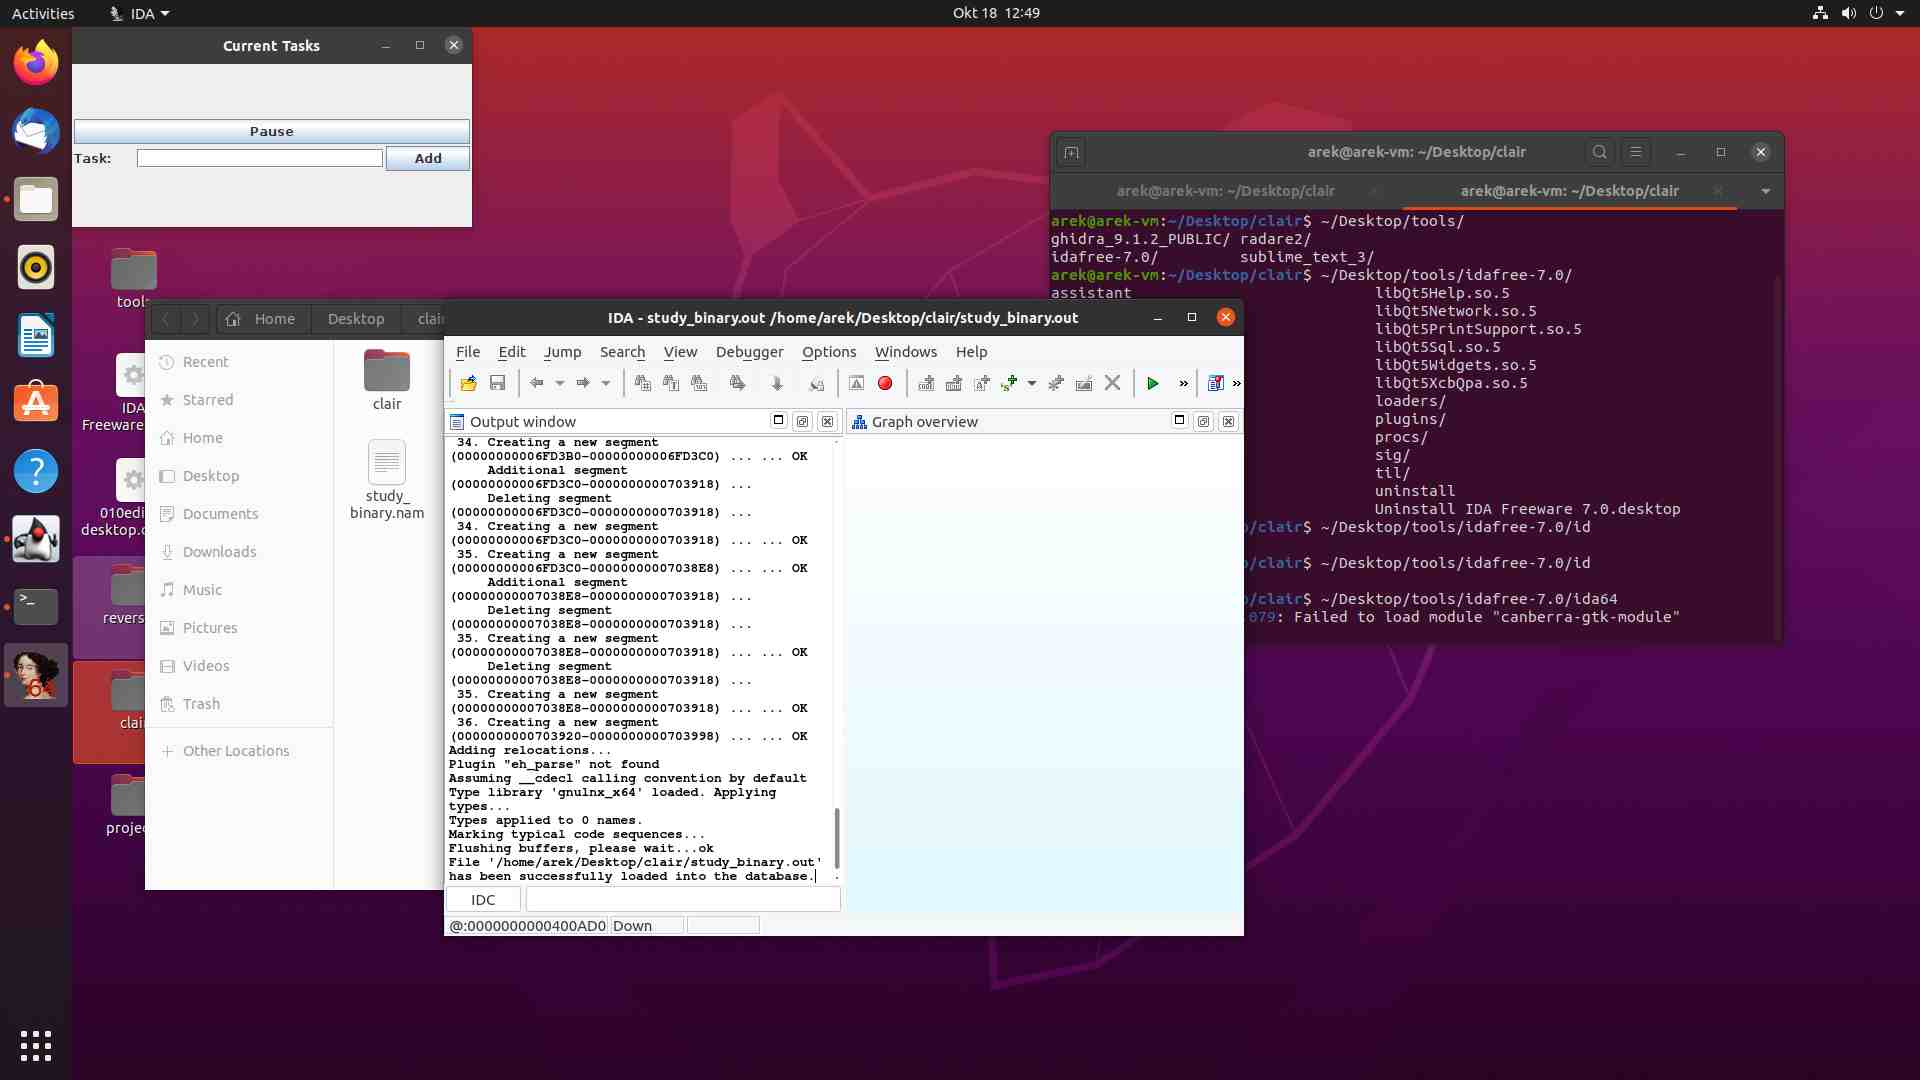 Activities
IDA
Okt 18 12:49
Current Tasks
Pause
Task:
Add
tools
IDA
Freeware
010edi
desktop.c
revers
clair
projec
Home
Desktop
clair
Recent
Starred
Home
Desktop
Documents
Downloads
Music
Pictures
Videos
Trash
Other Locations
clair
study_
binary.nam
arek@arek-vm: ~/Desktop/clair
arek@arek-vm: ~/Desktop/clair
arek@arek-vm: ~/Desktop/clair
arek@arek-vm:~/Desktop/clair$ ~/Desktop/tools/
ghidra_9.1.2_PUBLIC/ radare2/
idafree-7.0/ sublime_text_3/
arek@arek-vm:~/Desktop/clair$ ~/Desktop/tools/idafree-7.0/
assistant libQt5Help.so.5
libQt5Network.so.5
libQt5PrintSupport.so.5
libQt5Sql.so.5
libQt5Widgets.so.5
libQt5XcbQpa.so.5
loaders/
plugins/
procs/
sig/
til/
uninstall
Uninstall IDA Freeware 7.0.desktop
/clair$ ~/Desktop/tools/idafree-7.0/id
/clair$ ~/Desktop/tools/idafree-7.0/id
/clair$ ~/Desktop/tools/idafree-7.0/ida64
079: Failed to load module "canberra-gtk-module"
IDA - study_binary.out /home/arek/Desktop/clair/study_binary.out
File Edit Jump Search View Debugger Options Windows Help
Output window
Graph overview
34. Creating a new segment
(00000000006FD3B0-00000000006FD3C0) ... ... OK
Additional segment
(00000000006FD3C0-0000000000703918) ...
Deleting segment
(00000000006FD3C0-0000000000703918) ...
34. Creating a new segment
(00000000006FD3C0-0000000000703918) ... ... OK
35. Creating a new segment
(00000000006FD3C0-00000000007038E8) ... ... OK
Additional segment
(00000000007038E8-0000000000703918) ...
Deleting segment
(00000000007038E8-0000000000703918) ...
35. Creating a new segment
(00000000007038E8-0000000000703918) ... ... OK
Deleting segment
(00000000007038E8-0000000000703918) ...
35. Creating a new segment
(00000000007038E8-0000000000703918) ... ... OK
36. Creating a new segment
(0000000000703920-0000000000703998) ... ... OK
Adding relocations...
Plugin "eh_parse" not found
Assuming __cdecl calling convention by default
Type library 'gnulnx_x64' loaded. Applying
types...
Types applied to 0 names.
Marking typical code sequences...
Flushing buffers, please wait...ok
File '/home/arek/Desktop/clair/study_binary.out'
has been successfully loaded into the database.
IDC
@:0000000000400AD0 Down
64